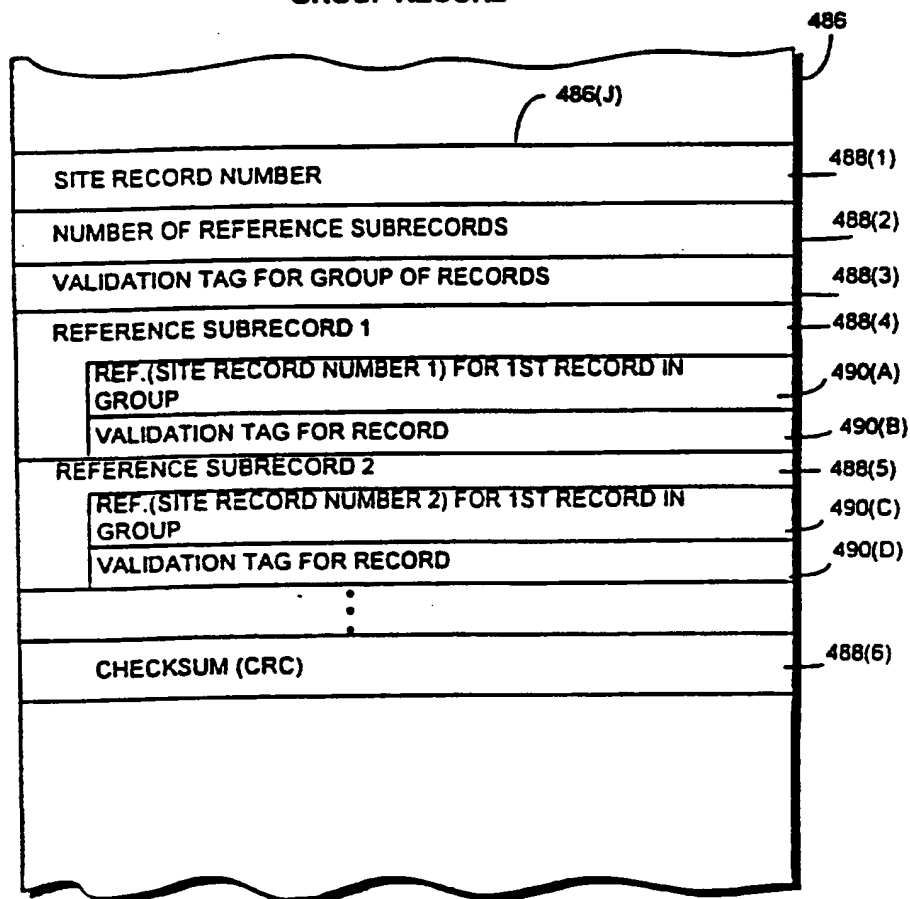 GROUP RECORD
486
486(J)
SITE RECORD NUMBER
488(1)
NUMBER OF REFERENCE SUBRECORDS
488(2)
VALIDATION TAG FOR GROUP OF RECORDS
488(3)
REFERENCE SUBRECORD 1
488(4)
REF.(SITE RECORD NUMBER 1) FOR 1ST RECORD IN
GROUP
490(A)
VALIDATION TAG FOR RECORD
490(B)
REFERENCE SUBRECORD 2
488(5)
REF.(SITE RECORD NUMBER 2) FOR 1ST RECORD IN
GROUP
490(C)
VALIDATION TAG FOR RECORD
490(D)
CHECKSUM (CRC)
488(6)